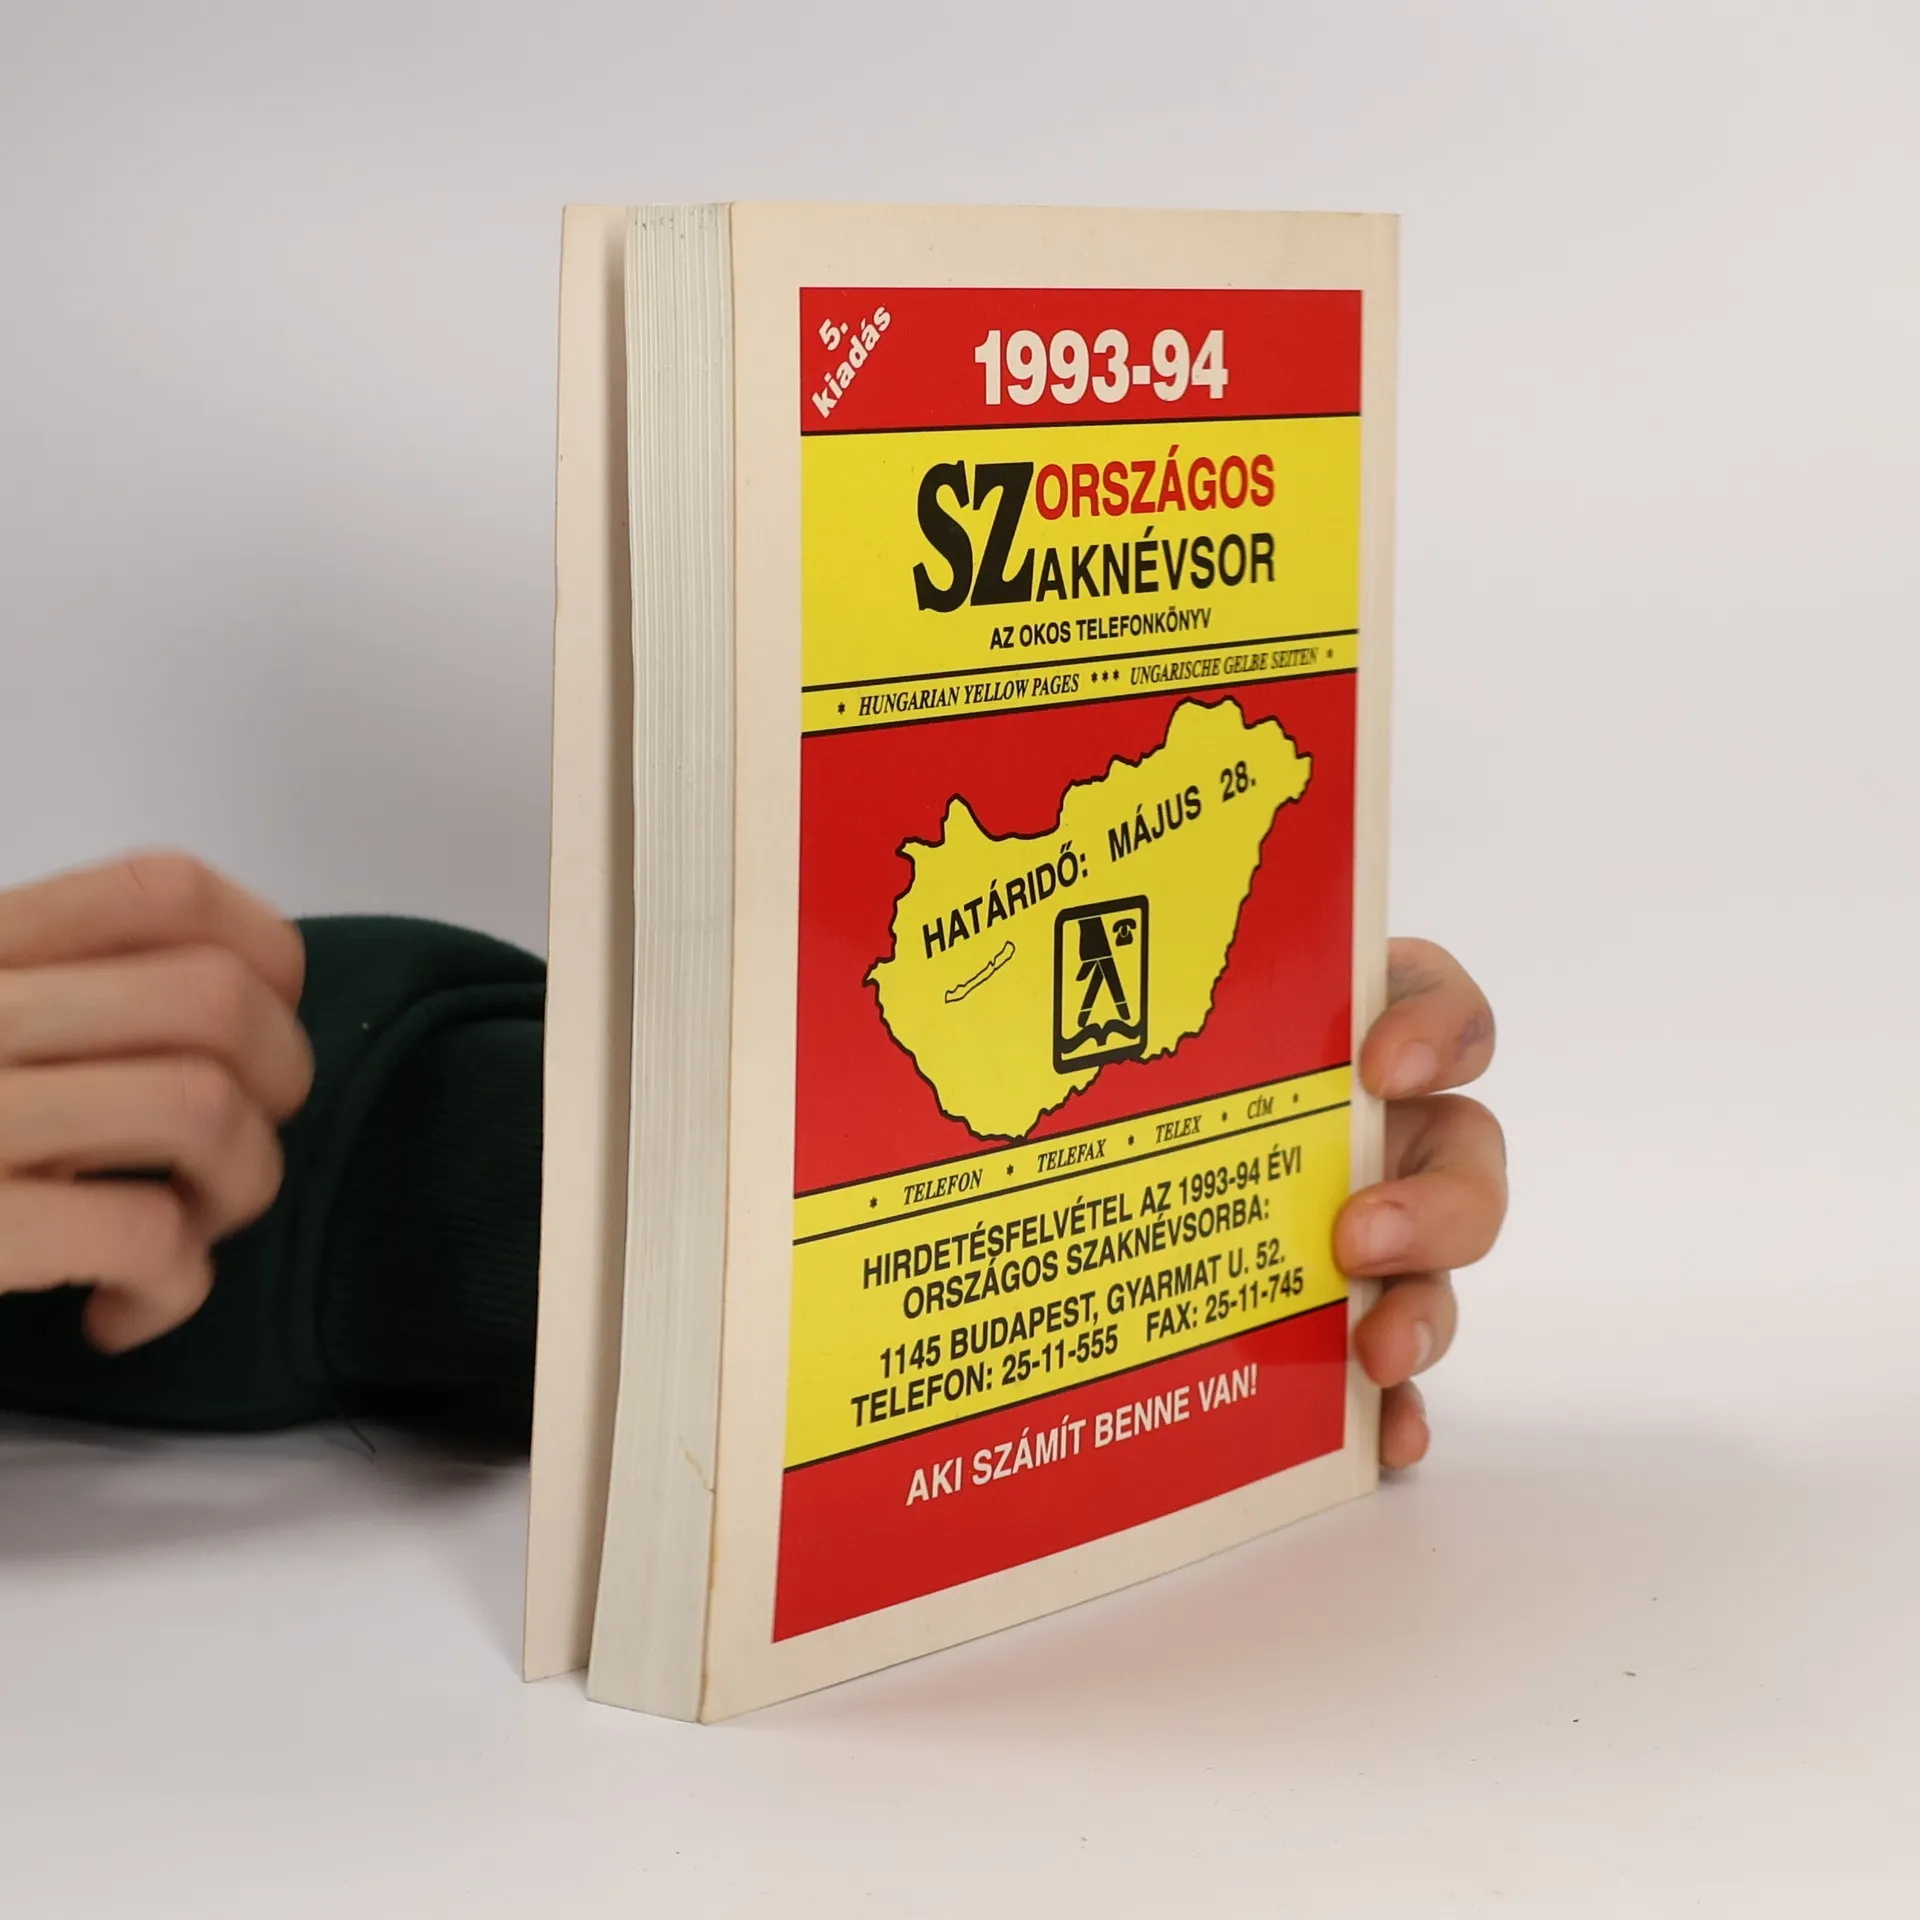 5.
kiadás
1993-94
ORSZÁGOS
SZAKNÉVSOR
AZ OKOS TELEFONKÖNYV
* HUNGARIAN YELLOW PAGES *** UNGARISCHE GELBE SEITEN *
HATÁRIDŐ: MÁJUS 28.
* TELEFON * TELEFAX * TELEX * CÍM *
HIRDETÉSFELVÉTEL AZ 1993-94 ÉVI
ORSZÁGOS SZAKNÉVSORBA:
1145 BUDAPEST, GYARMAT U. 52.
TELEFON: 25-11-555 FAX: 25-11-745
AKI SZÁMÍT BENNE VAN!